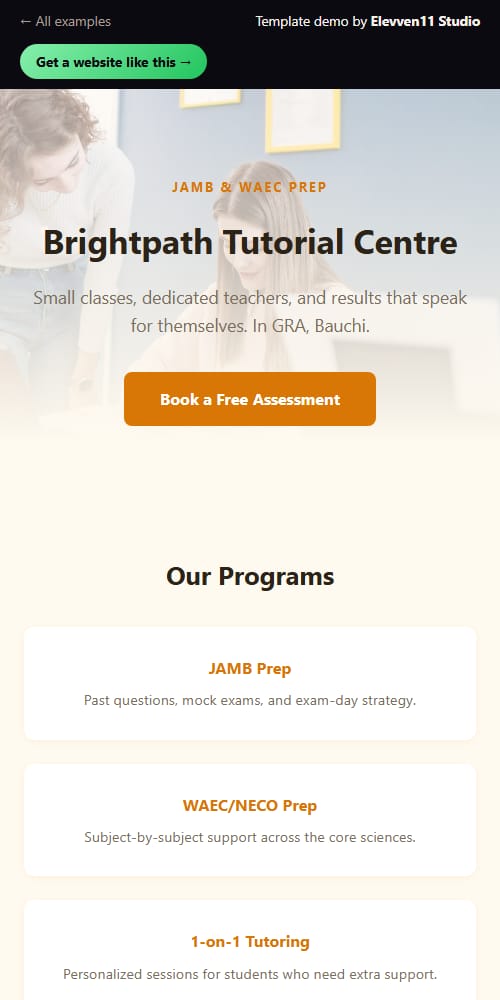 ← All examples
Template demo by Elevven11 Studio
Get a website like this →
JAMB & WAEC PREP
Brightpath Tutorial Centre
Small classes, dedicated teachers, and results that speak
for themselves. In GRA, Bauchi.
Book a Free Assessment
Our Programs
JAMB Prep
Past questions, mock exams, and exam-day strategy.
WAEC/NECO Prep
Subject-by-subject support across the core sciences.
1-on-1 Tutoring
Personalized sessions for students who need extra support.